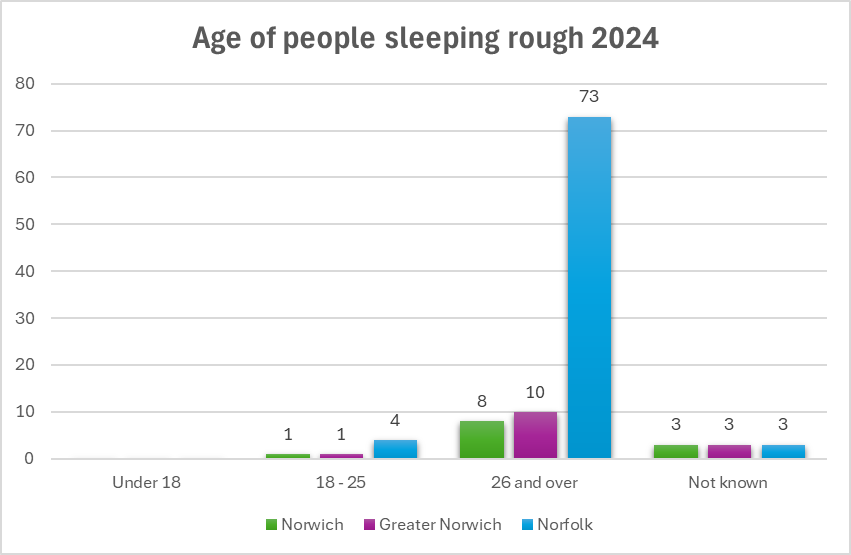 Age of people sleeping rough 2024
80
73
70
60
50
40
30
20
10
0
1
1
4
8
10
3
3
3
Under 18
18 - 25
26 and over
Not known
Norwich
Greater Norwich
Norfolk